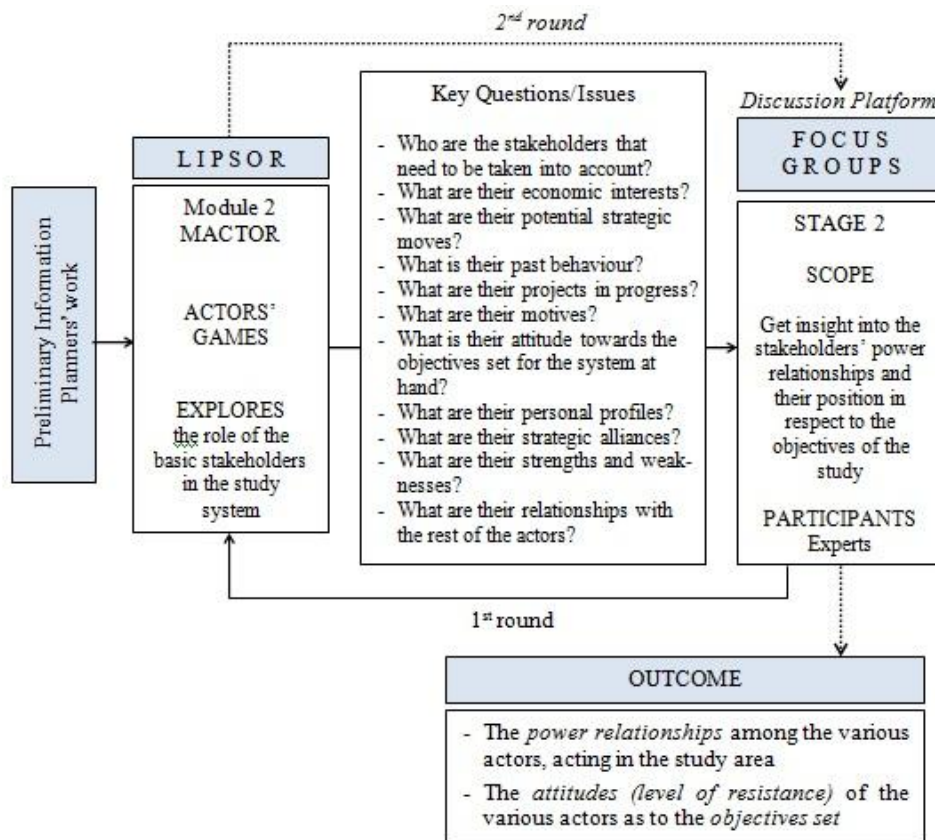 2nd round
Discussion Platform
LIPSOR
FOCUS
GROUPS
Preliminary Information
Planners' work
Module 2
MACTOR
ACTORS'
GAMES
EXPLORES
the role of the
basic stakeholders
in the study
system
Key Questions/Issues
- Who are the stakeholders that
need to be taken into account?
- What are their economic interests?
- What are their potential strategic
moves?
- What is their past behaviour?
- What are their projects in progress?
- What are their motives?
- What is their attitude towards the
objectives set for the system at
hand?
- What are their personal profiles?
- What are their strategic alliances?
- What are their strengths and weak-
nesses?
- What are their relationships with
the rest of the actors?
STAGE 2
SCOPE
Get insight into the
stakeholders' power
relationships and
their position in
respect to the
objectives of the
study
PARTICIPANTS
Experts
1st round
OUTCOME
- The power relationships among the various
actors, acting in the study area
- The attitudes (level of resistance) of the
various actors as to the objectives set